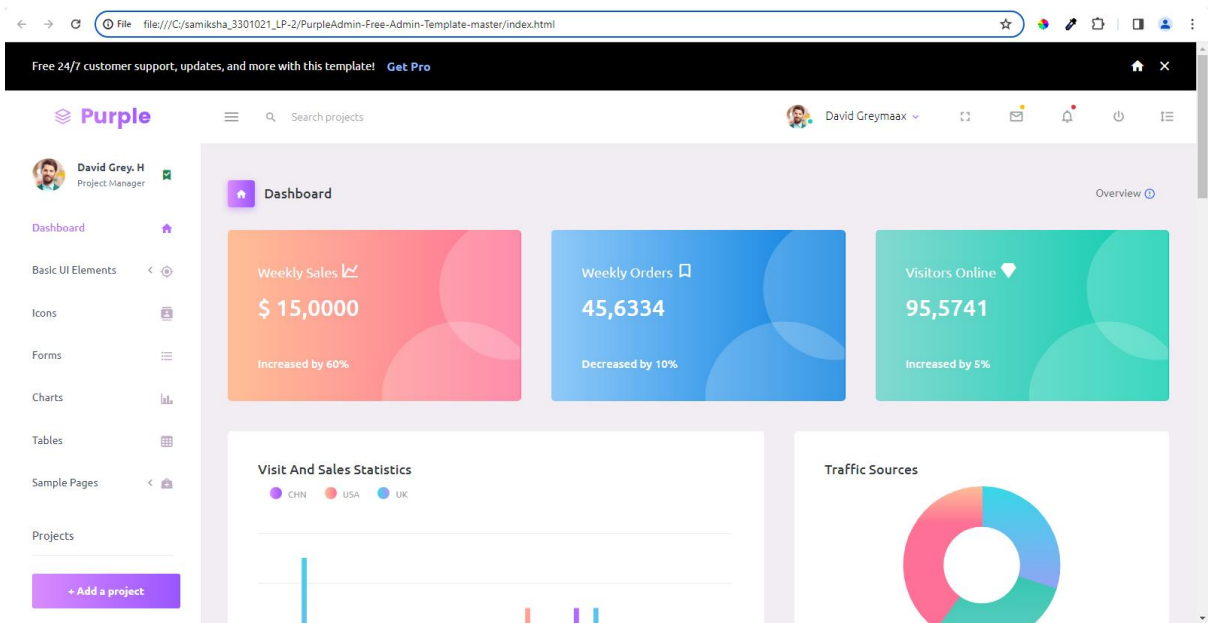 File file:///C:/samiksha_3301021_LP-2/PurpleAdmin-Free-Admin-Template-master/index.html
Free 24/7 customer support, updates, and more with this template! Get Pro
Purple
Search projects
David Greymaax
David Grey. H
Project Manager
Dashboard
Basic UI Elements
Icons
Forms
Charts
Tables
Sample Pages
Projects
+ Add a project
Dashboard
Overview
Weekly Sales
$ 15,0000
Increased by 60%
Weekly Orders
45,6334
Decreased by 10%
Visitors Online
95,5741
Increased by 5%
Visit And Sales Statistics
CHN USA UK
Traffic Sources